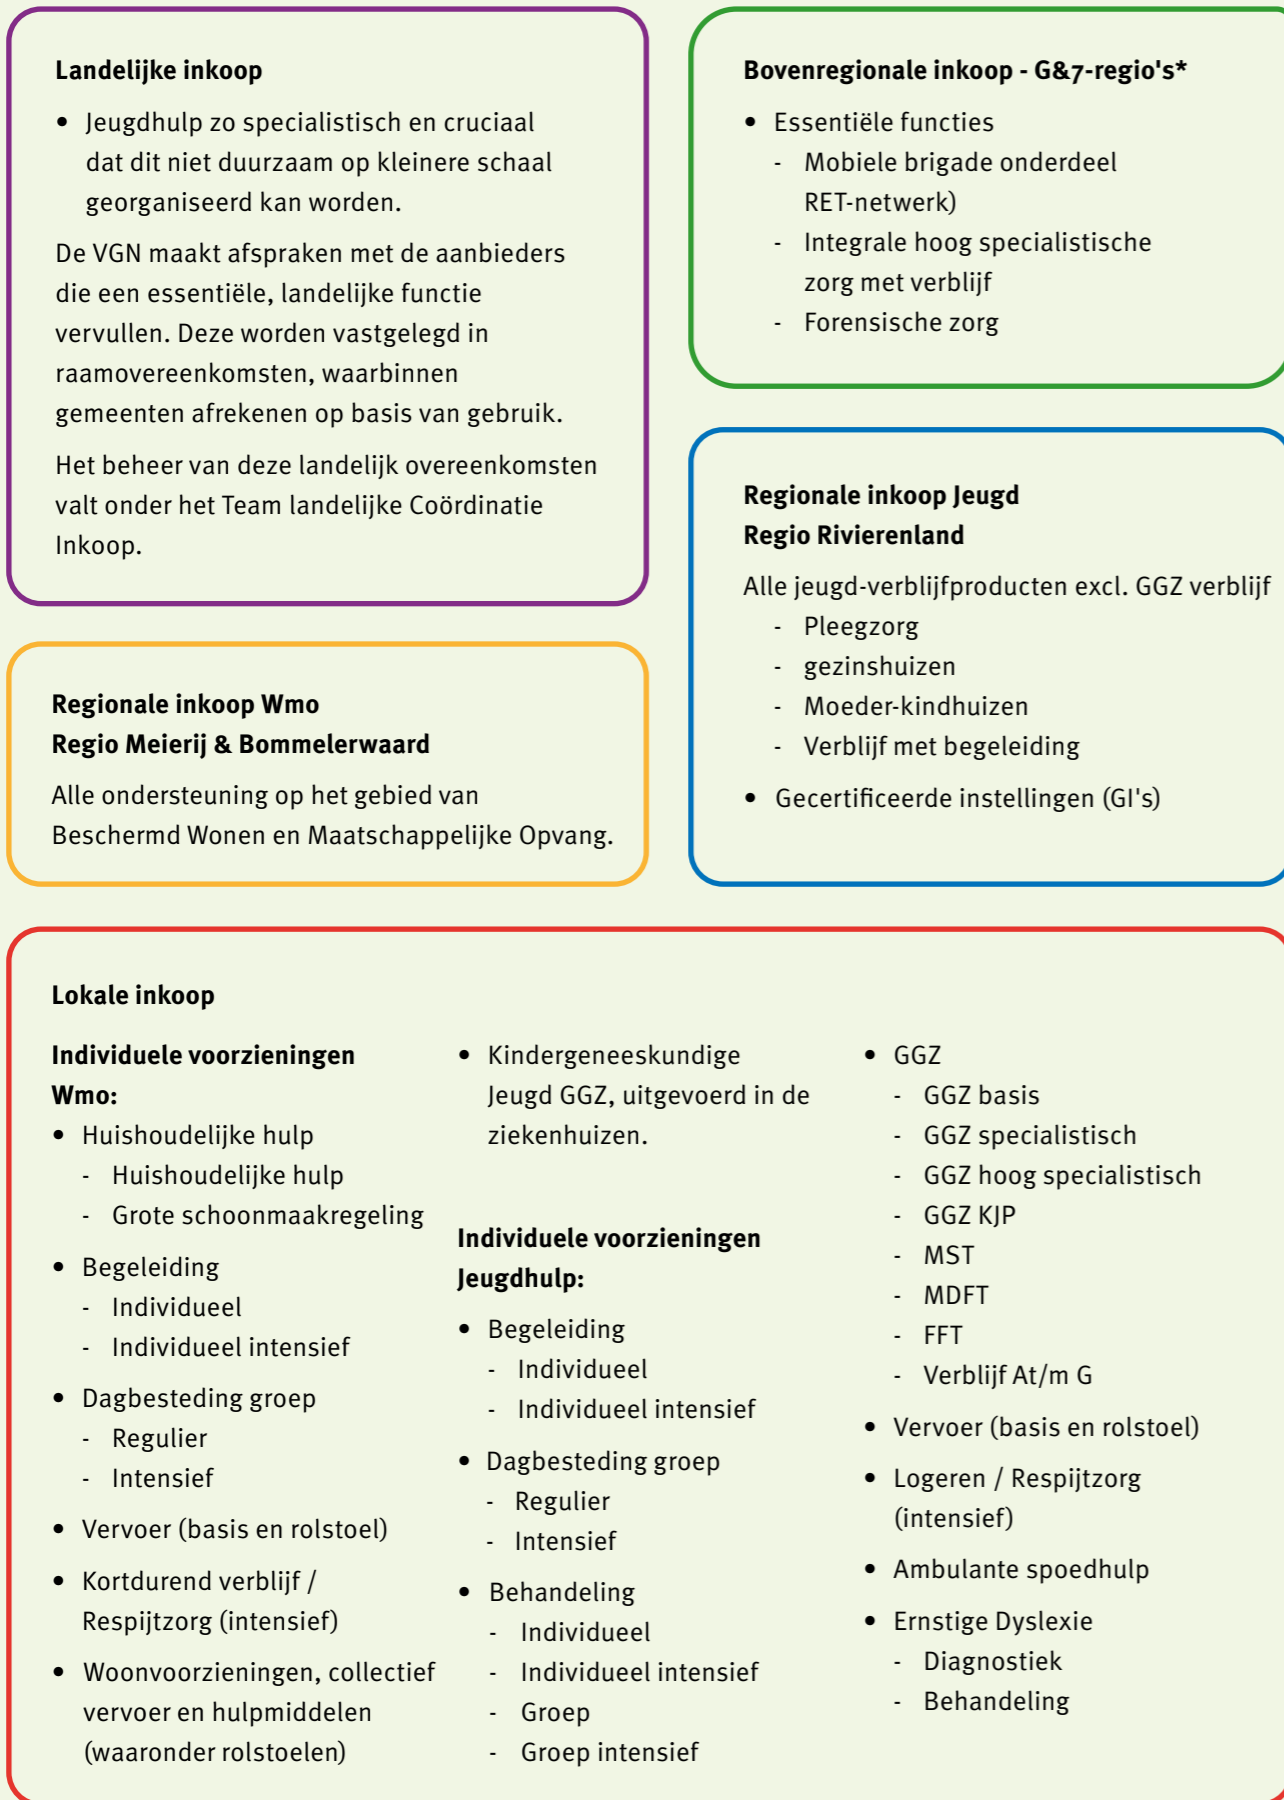 Landelijke inkoop
• Jeugdhulp zo specialistisch en cruciaal
dat dit niet duurzaam op kleinere schaal
georganiseerd kan worden.
De VGN maakt afspraken met de aanbieders
die een essentiële, landelijke functie
vervullen. Deze worden vastgelegd in
raamovereenkomsten, waarbinnen
gemeenten afrekenen op basis van gebruik.
Het beheer van deze landelijk overeenkomsten
valt onder het Team landelijke Coördinatie
Inkoop.
Bovenregionale inkoop - G&7-regio's*
• Essentiële functies
- Mobiele brigade onderdeel
RET-netwerk)
- Integrale hoog specialistische
zorg met verblijf
- Forensische zorg
Regionale inkoop Wmo
Regio Meierij & Bommelerwaard
Alle ondersteuning op het gebied van
Beschermd Wonen en Maatschappelijke Opvang.
Regionale inkoop Jeugd
Regio Rivierenland
Alle jeugd-verblijfproducten excl. GGZ verblijf
- Pleegzorg
- gezinshuizen
- Moeder-kindhuizen
- Verblijf met begeleiding
• Gecertificeerde instellingen (GI's)
Lokale inkoop
Individuele voorzieningen
Wmo:
• Huishoudelijke hulp
- Huishoudelijke hulp
- Grote schoonmaakregeling
• Begeleiding
- Individueel
- Individueel intensief
• Dagbesteding groep
- Regulier
- Intensief
• Vervoer (basis en rolstoel)
• Kortdurend verblijf /
Respijtzorg (intensief)
• Woonvoorzieningen, collectief
vervoer en hulpmiddelen
(waaronder rolstoelen)
• Kindergeneeskundige
Jeugd GGZ, uitgevoerd in de
ziekenhuizen.
Individuele voorzieningen
Jeugdhulp:
• Begeleiding
- Individueel
- Individueel intensief
• Dagbesteding groep
- Regulier
- Intensief
• Behandeling
- Individueel
- Individueel intensief
- Groep
- Groep intensief
• GGZ
- GGZ basis
- GGZ specialistisch
- GGZ hoog specialistisch
- GGZ KJP
- MST
- MDFT
- FFT
- Verblijf At/m G
• Vervoer (basis en rolstoel)
• Logeren / Respijtzorg
(intensief)
• Ambulante spoedhulp
• Ernstige Dyslexie
- Diagnostiek
- Behandeling